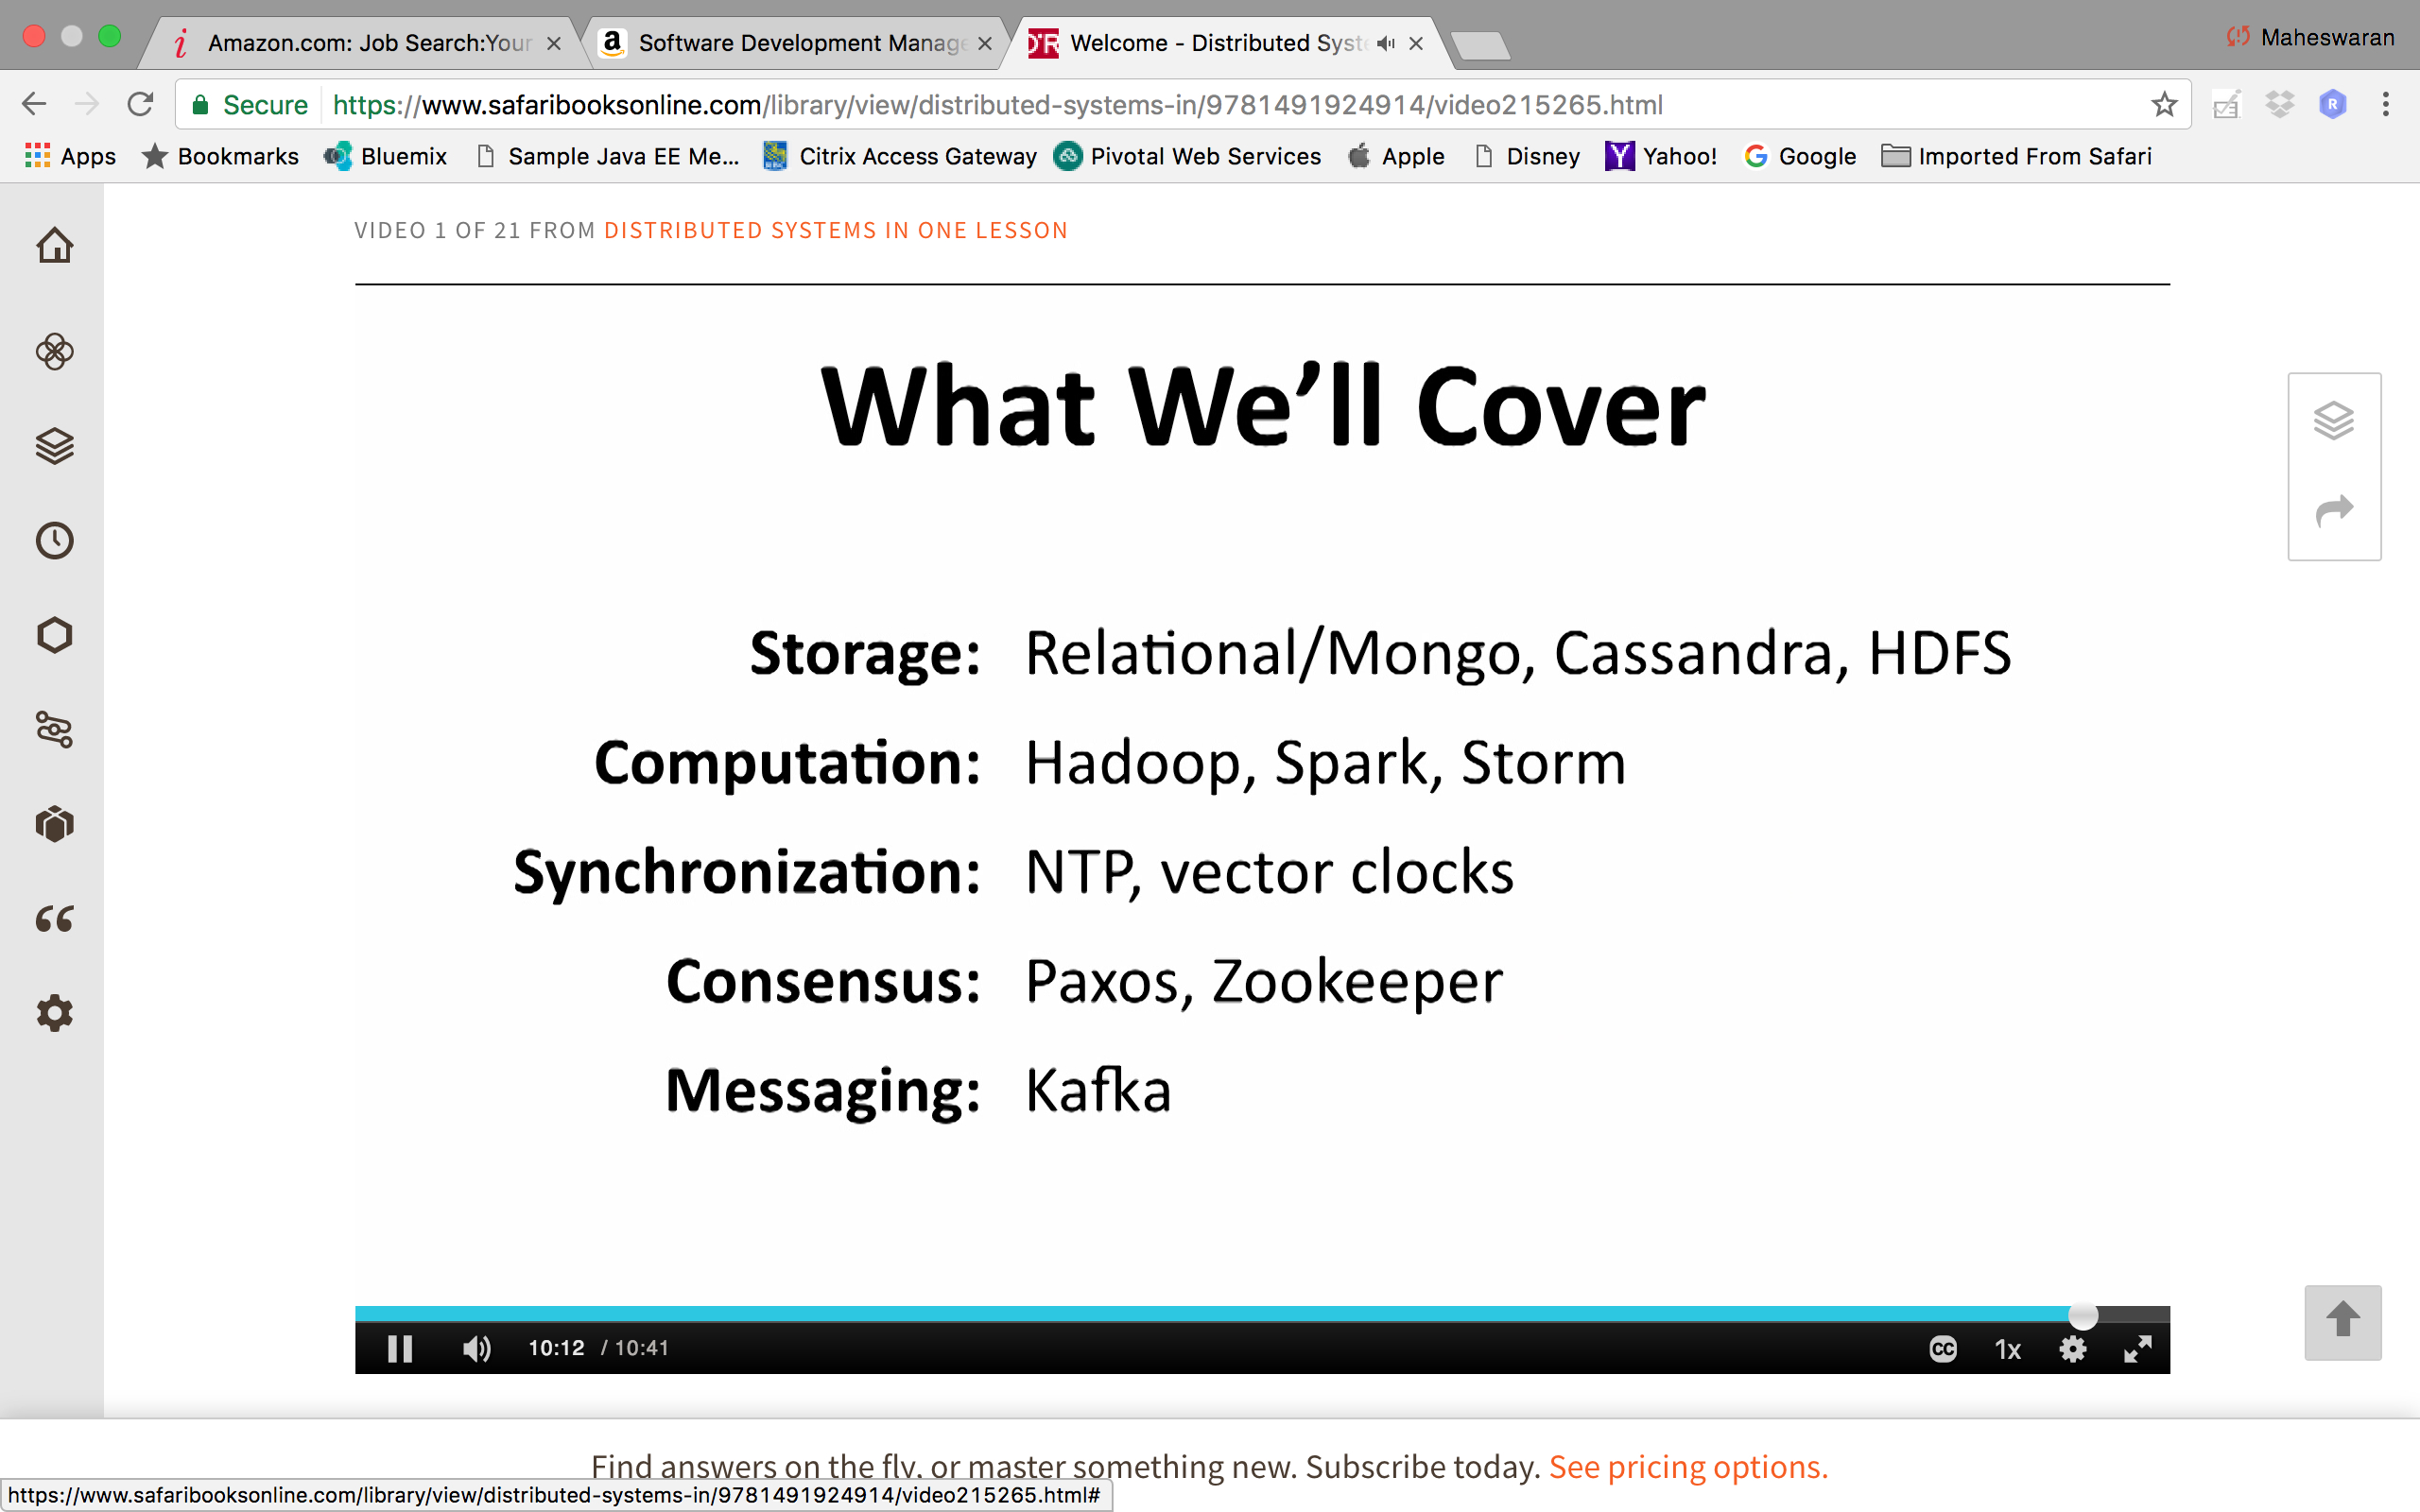 Amazon.com: Job Search:Your
Software Development Manage
Welcome - Distributed Syst
Maheswaran
Secure https://www.safaribooksonline.com/library/view/distributed-systems-in/9781491924914/video215265.html
Apps Bookmarks Bluemix Sample Java EE Me... Citrix Access Gateway Pivotal Web Services Apple Disney Yahoo! Google Imported From Safari
VIDEO 1 OF 21 FROM DISTRIBUTED SYSTEMS IN ONE LESSON
What We’ll Cover
Storage: Relational/Mongo, Cassandra, HDFS
Computation: Hadoop, Spark, Storm
Synchronization: NTP, vector clocks
Consensus: Paxos, Zookeeper
Messaging: Kafka
10:12 / 10:41
CC 1x
Find answers on the fly, or master something new. Subscribe today. See pricing options.
https://www.safaribooksonline.com/library/view/distributed-systems-in/9781491924914/video215265.html#